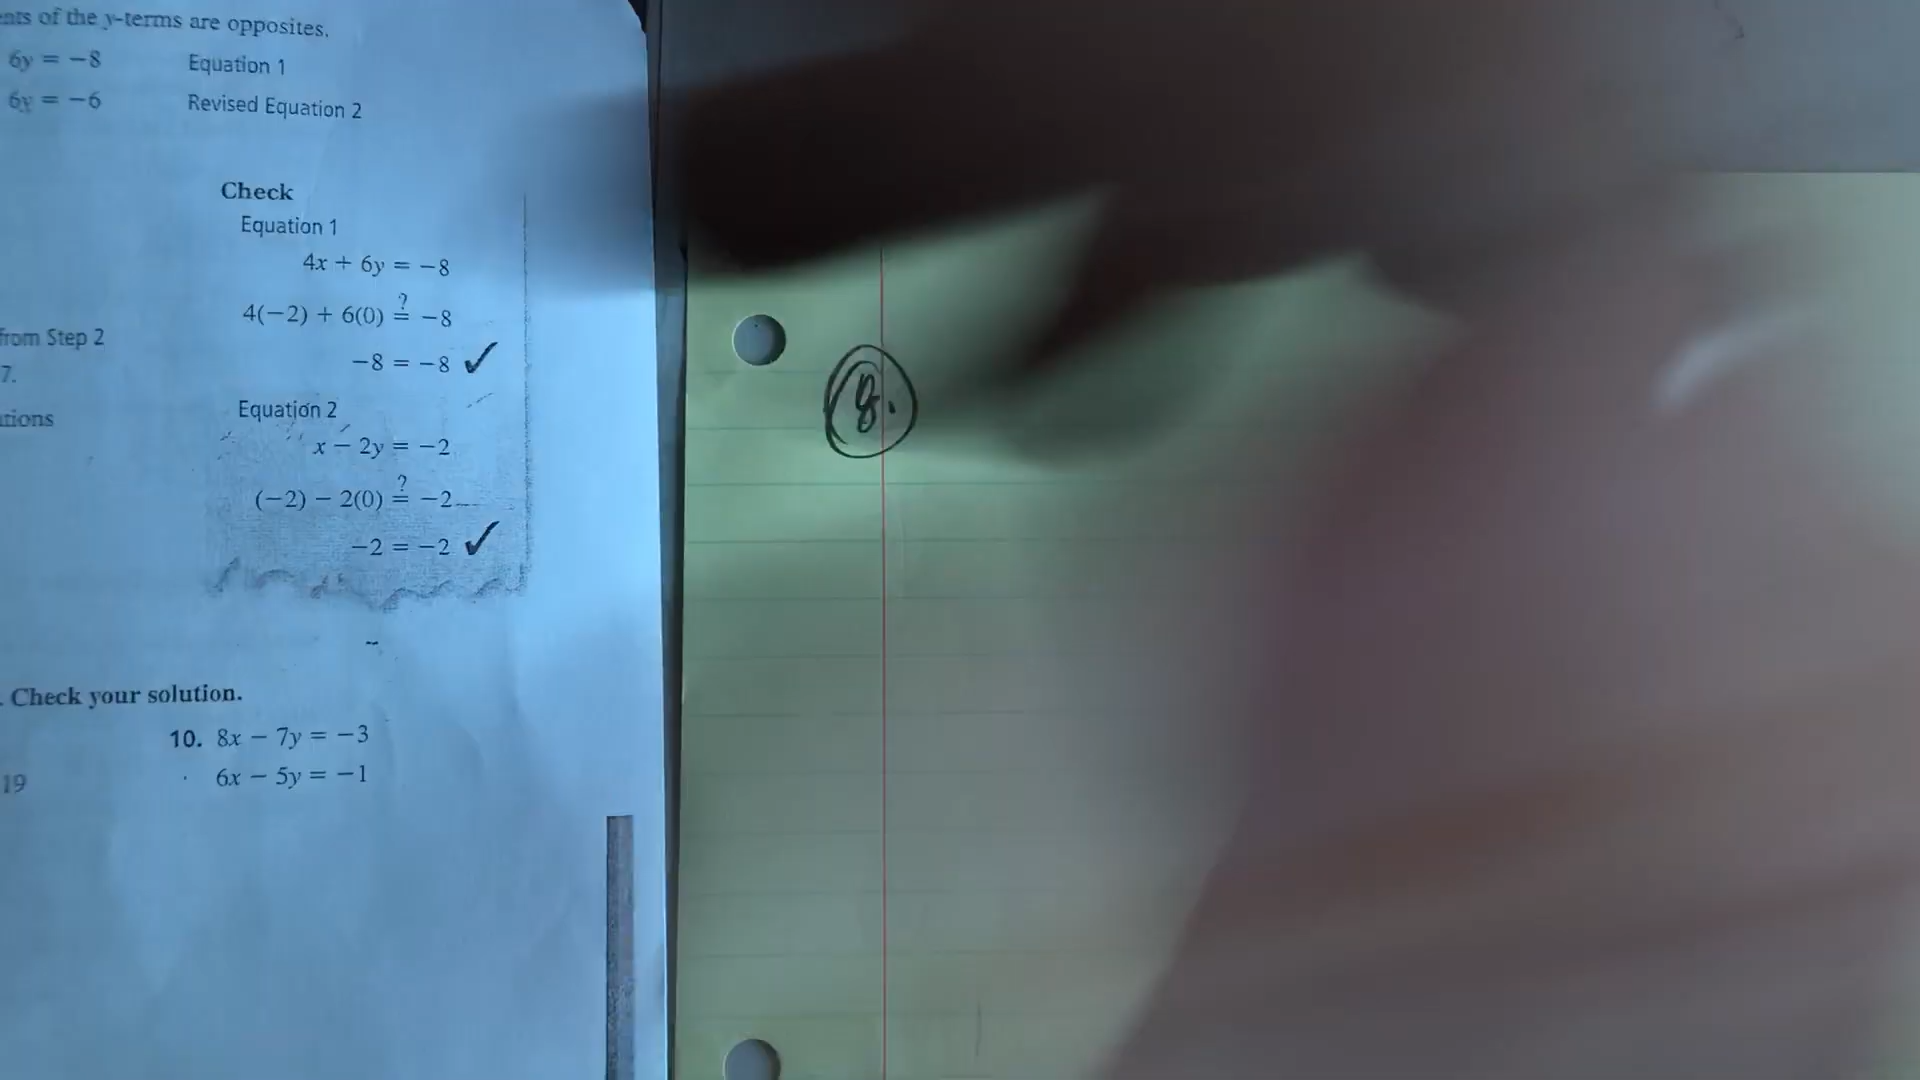 of the y-terms are opposites.
6y = −8 Equation 1
6y = −6 Revised Equation 2
Check
Equation 1
4x + 6y = −8
4(−2) + 6(0) ≟ −8
−8 = −8 ✓
from Step 2
7.
Equation 2
x − 2y = −2
(−2) − 2(0) ≟ −2
−2 = −2 ✓
. Check your solution.
10. 8x − 7y = −3
19 6x − 5y = −1
8.